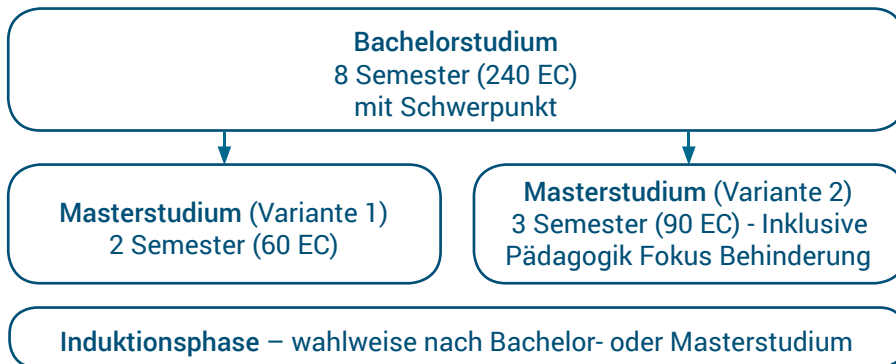 Bachelorstudium
8 Semester (240 EC)
mit Schwerpunkt
Masterstudium (Variante 1)
2 Semester (60 EC)
Masterstudium (Variante 2)
3 Semester (90 EC) - Inklusive
Pädagogik Fokus Behinderung
Induktionsphase – wahlweise nach Bachelor- oder Masterstudium